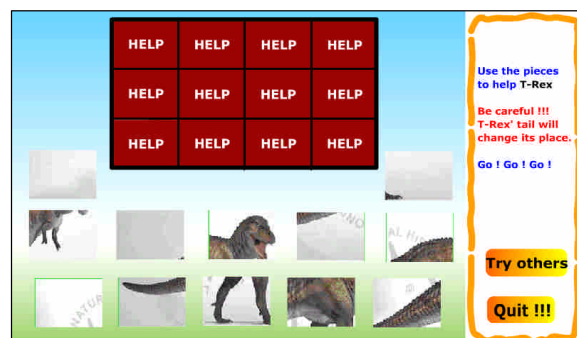 HELP HELP HELP HELP
HELP HELP HELP HELP
HELP HELP HELP HELP
Use the pieces
to help T-Rex
Be careful !!!
T-Rex' tail will
change its place.
Go ! Go ! Go !
Try others
Quit !!!